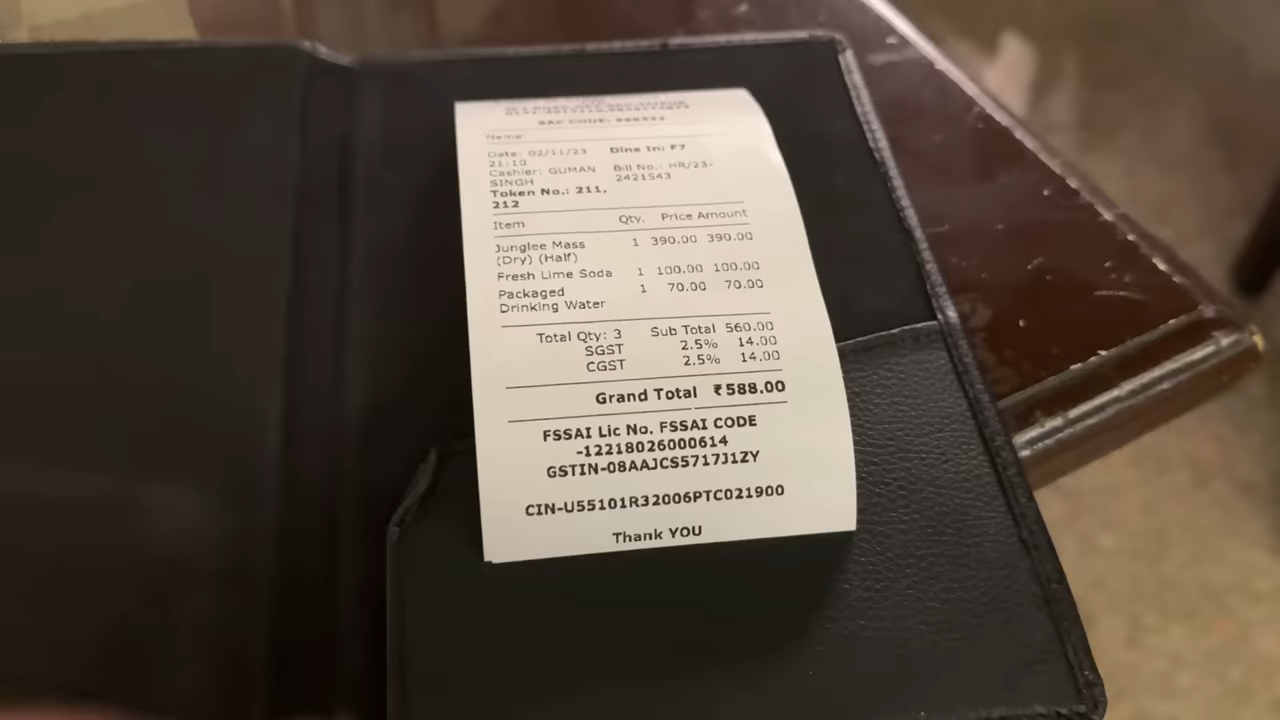 SAC CODE: 996332
Name:
Date: 02/11/23 Dine In: F7
21:10
Cashier: GUMAN Bill No.: HR/23-
SINGH 2421543
Token No.: 211,
212
Item Qty. Price Amount
Junglee Mass 1 390.00 390.00
(Dry) (Half)
Fresh Lime Soda 1 100.00 100.00
Packaged 1 70.00 70.00
Drinking Water
Total Qty: 3 Sub Total 560.00
SGST 2.5% 14.00
CGST 2.5% 14.00
Grand Total ₹588.00
FSSAI Lic No. FSSAI CODE
-12218026000614
GSTIN-08AAJCS5717J1ZY
CIN-U55101R32006PTC021900
Thank YOU